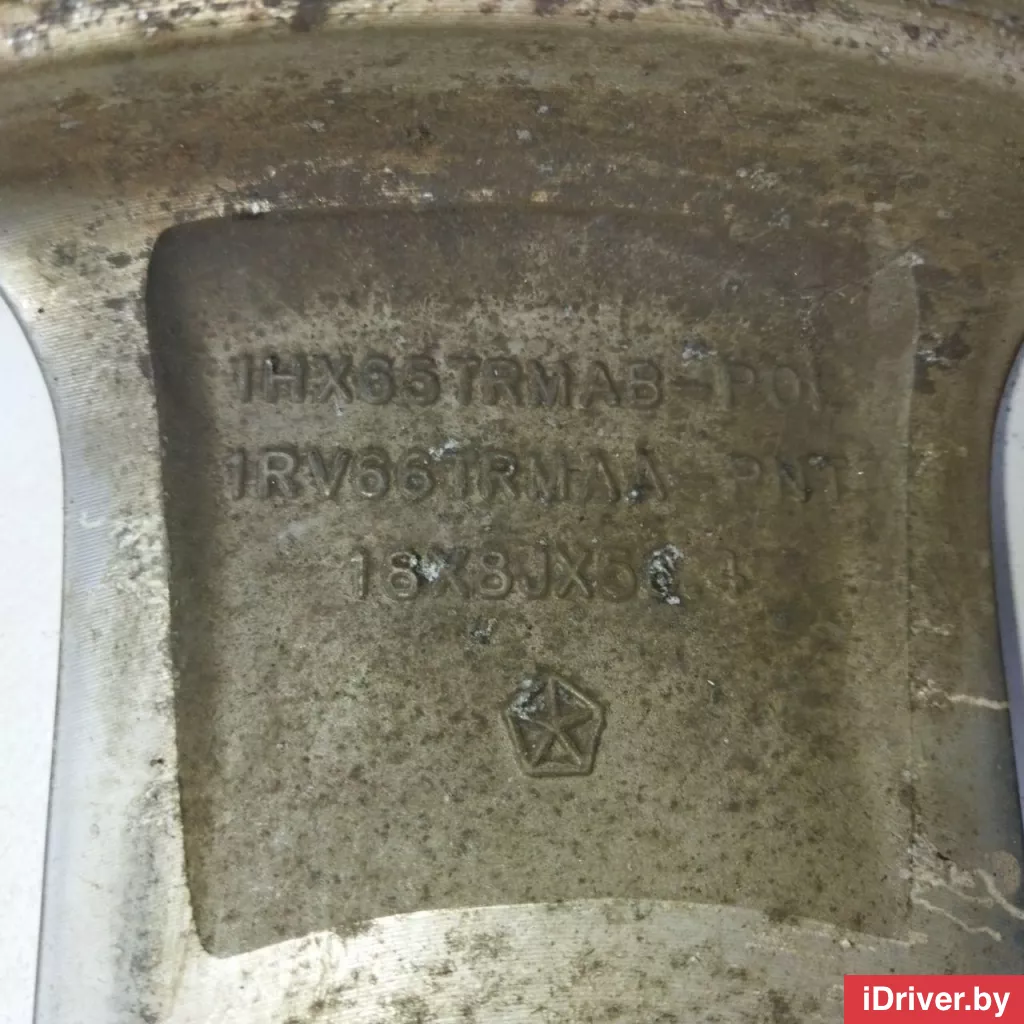 1HX65TRMAB-POL
1RV66TRMAA-PNT
18X8JX56.4
iDriver.by